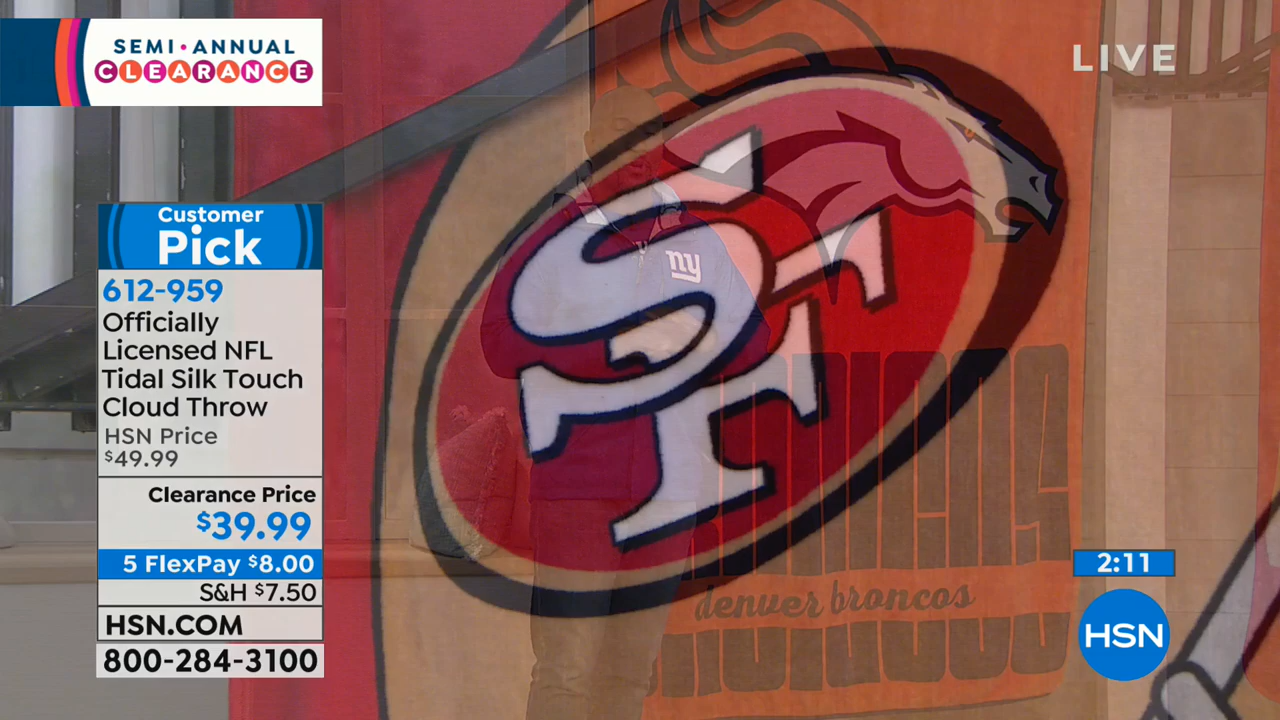 SEMI•ANNUAL
CLEARANCE
LIVE
Customer
Pick
612-959
Officially
Licensed NFL
Tidal Silk Touch
Cloud Throw
HSN Price
$49.99
Clearance Price
$39.99
5 FlexPay $8.00
S&H $7.50
HSN.COM
800-284-3100
SF
ny
BRONCOS
denver broncos
BRONCOS
2:11
HSN